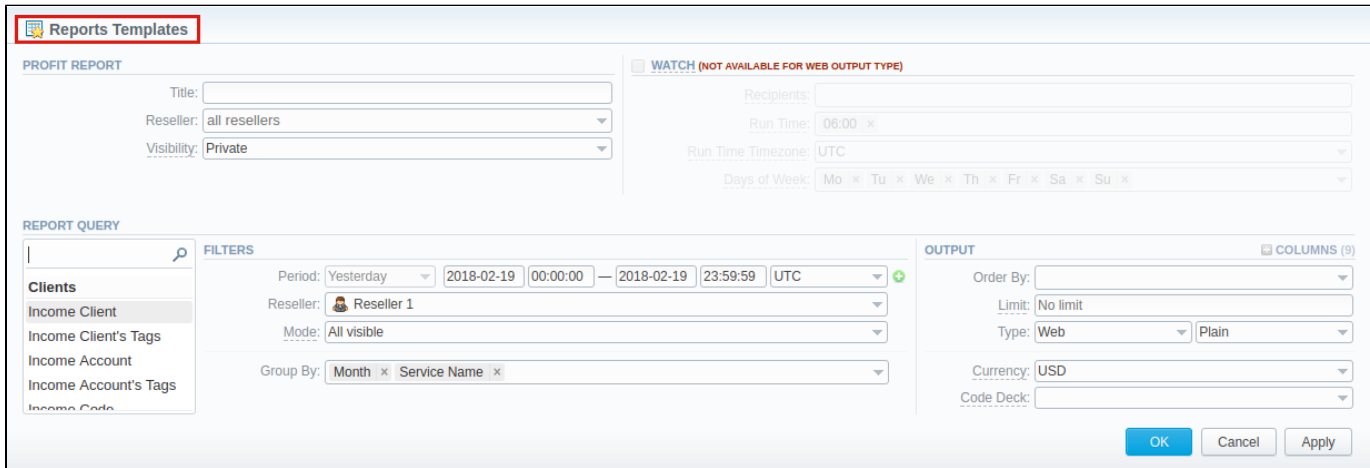 Reports Templates
PROFIT REPORT
Title:
Reseller: all resellers
Visibility: Private
WATCH (NOT AVAILABLE FOR WEB OUTPUT TYPE)
Recipients:
Run Time: 06:00 ×
Run Time Timezone: UTC
Days of Week: Mo × Tu × We × Th × Fr × Sa × Su ×
REPORT QUERY
Clients
Income Client
Income Client's Tags
Income Account
Income Account's Tags
Income Code
FILTERS
Period: Yesterday 2018-02-19 00:00:00 — 2018-02-19 23:59:59 UTC
Reseller: Reseller 1
Mode: All visible
Group By: Month × Service Name ×
OUTPUT
COLUMNS (9)
Order By:
Limit: No limit
Type: Web Plain
Currency: USD
Code Deck:
OK Cancel Apply